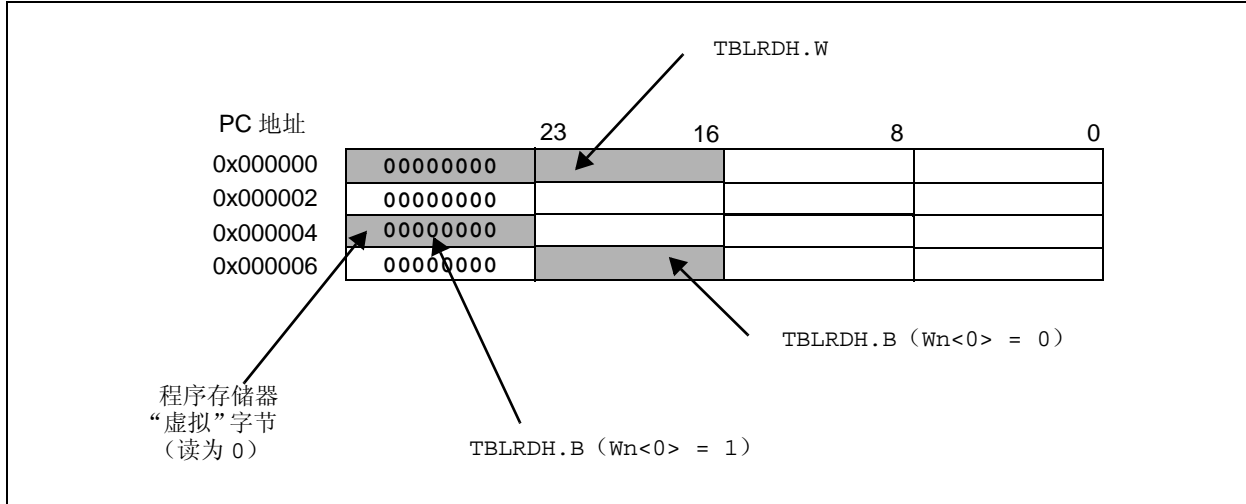 TBLRDH.W
PC 地址
23 16 8 0
0x000000 00000000
0x000002 00000000
0x000004 00000000
0x000006 00000000
TBLRDH.B（Wn<0> = 0）
程序存储器
“虚拟”字节
（读为 0）
TBLRDH.B（Wn<0> = 1）